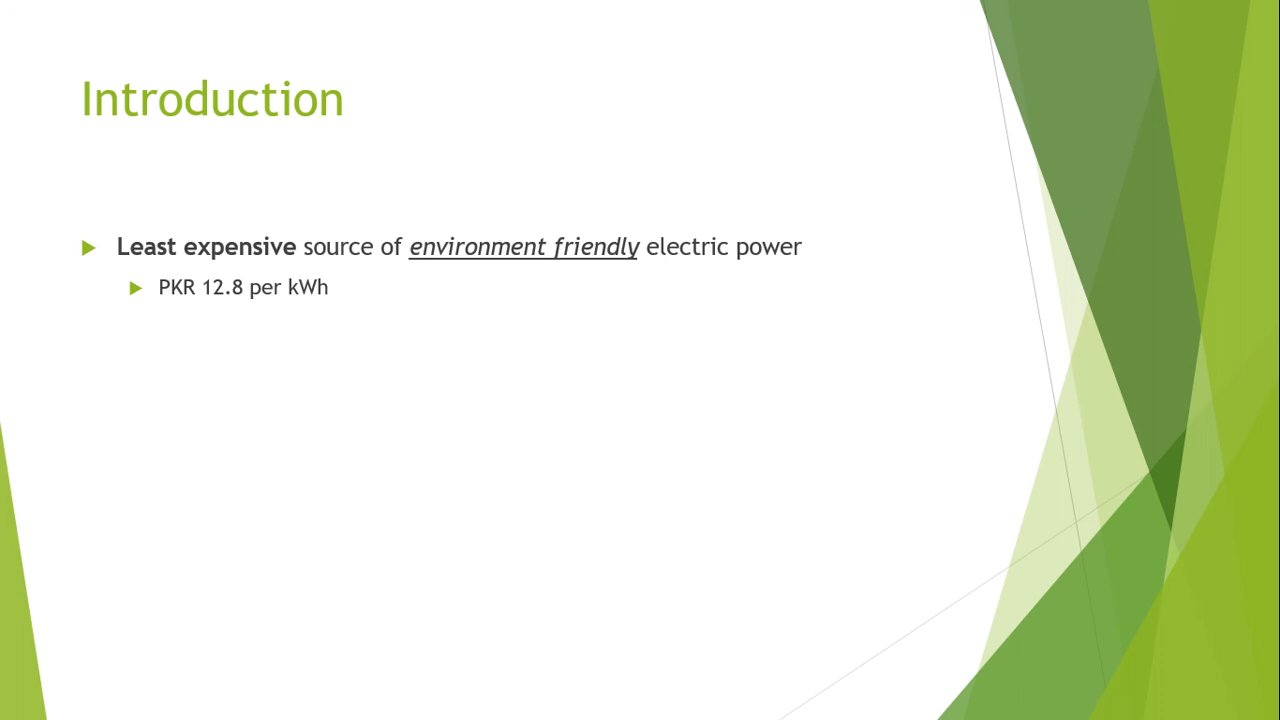 Introduction
Least expensive source of environment friendly electric power
PKR 12.8 per kWh